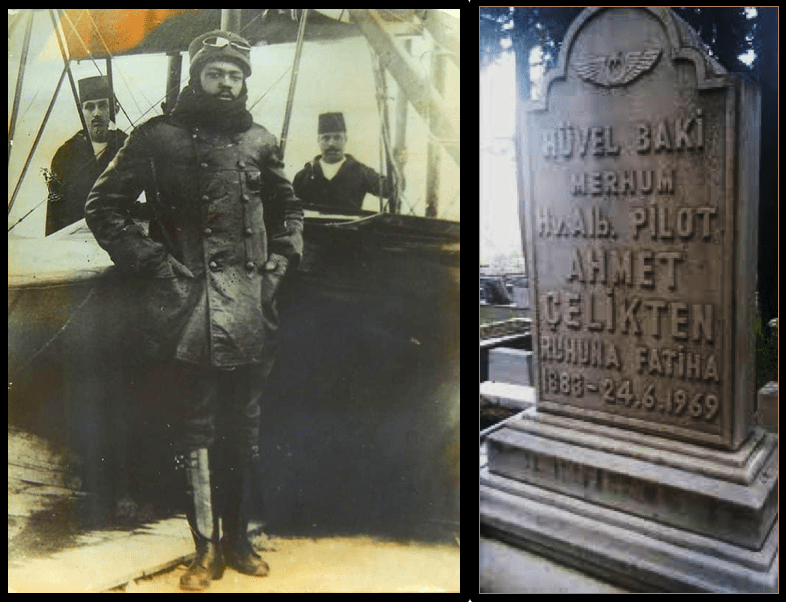 HÜVEL BAKİ
MERHUM
Hv. Alb. PİLOT
AHMET
ÇELİKTEN
RUHUNA FATİHA
1883-24.6.1969